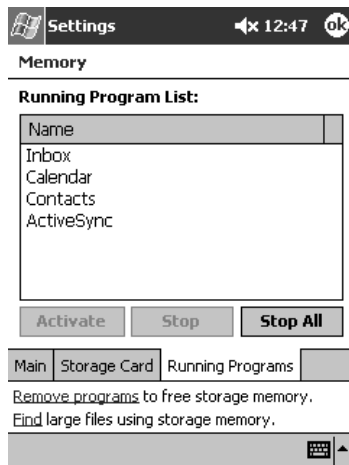 Settings 12:47 ok
Memory
Running Program List:
Name
Inbox
Calendar
Contacts
ActiveSync
Activate Stop Stop All
Main Storage Card Running Programs
Remove programs to free storage memory.
Find large files using storage memory.